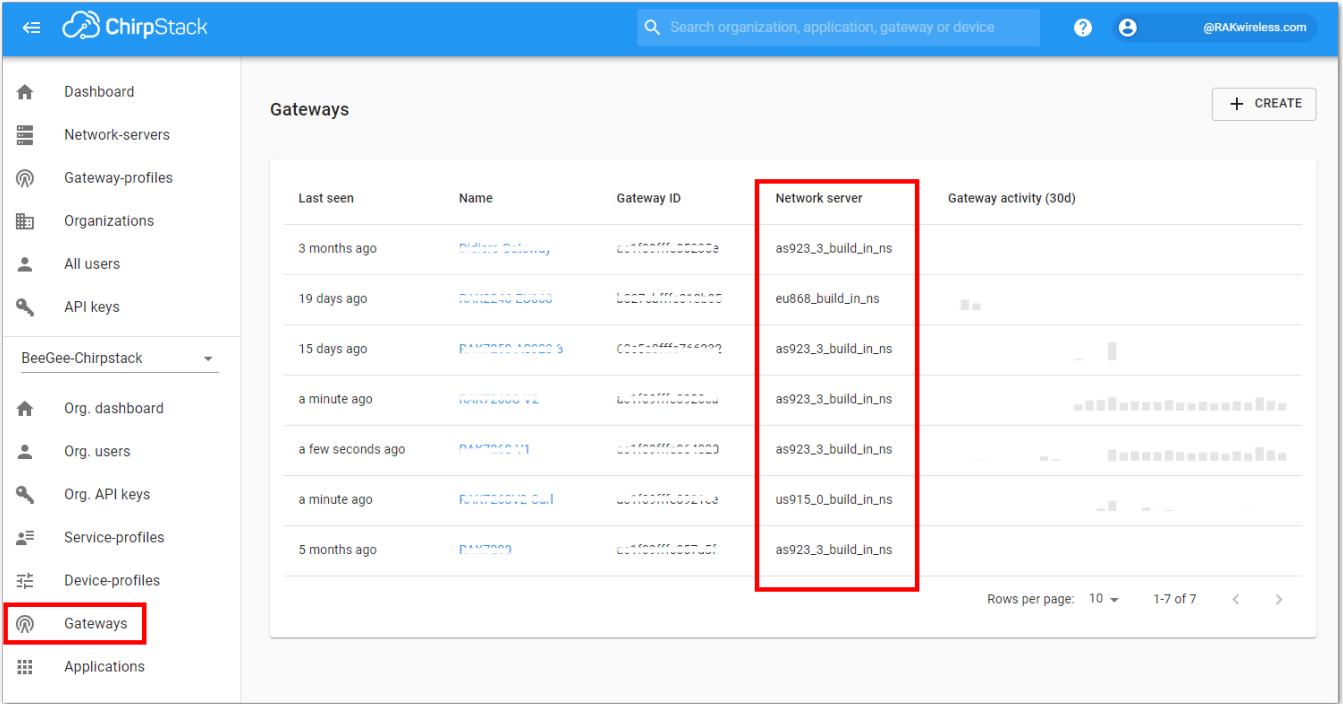 ChirpStack
Search organization, application, gateway or device
?
@RAKwireless.com
Dashboard
Network-servers
Gateway-profiles
Organizations
All users
API keys
BeeGee-Chirpstack
Org. dashboard
Org. users
Org. API keys
Service-profiles
Device-profiles
Gateways
Applications
Gateways
+ CREATE
Last seen Name Gateway ID Network server Gateway activity (30d)
3 months ago as923_3_build_in_ns
19 days ago eu868_build_in_ns
15 days ago as923_3_build_in_ns
a minute ago as923_3_build_in_ns
a few seconds ago as923_3_build_in_ns
a minute ago us915_0_build_in_ns
5 months ago as923_3_build_in_ns
Rows per page: 10 1-7 of 7